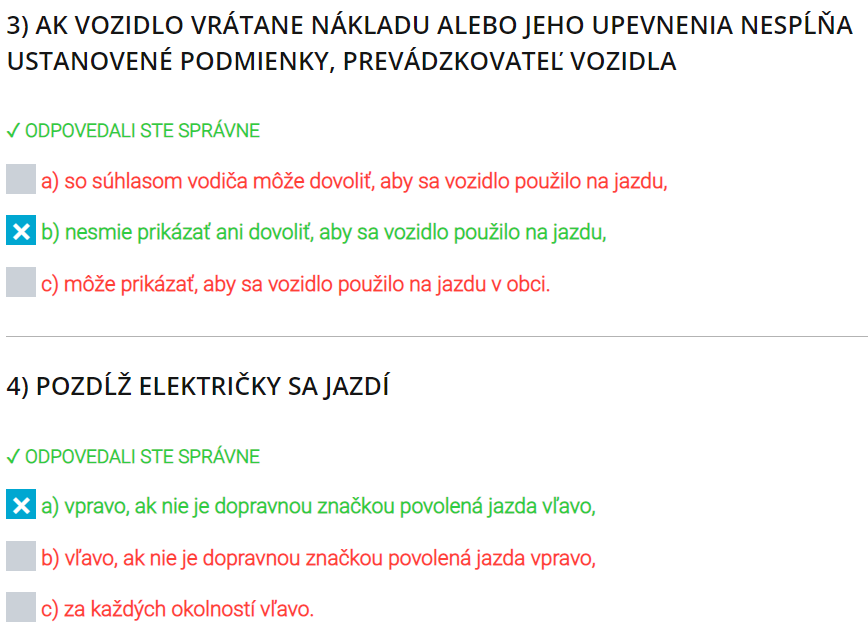 3) AK VOZIDLO VRÁTANE NÁKLADU ALEBO JEHO UPEVNENIA NESPĹŇA
USTANOVENÉ PODMIENKY, PREVÁDZKOVATEĽ VOZIDLA
✓ ODPOVEDALI STE SPRÁVNE
a) so súhlasom vodiča môže dovoliť, aby sa vozidlo použilo na jazdu,
b) nesmie prikázať ani dovoliť, aby sa vozidlo použilo na jazdu,
c) môže prikázať, aby sa vozidlo použilo na jazdu v obci.
4) POZDĹŽ ELEKTRIČKY SA JAZDÍ
✓ ODPOVEDALI STE SPRÁVNE
a) vpravo, ak nie je dopravnou značkou povolená jazda vľavo,
b) vľavo, ak nie je dopravnou značkou povolená jazda vpravo,
c) za každých okolností vľavo.